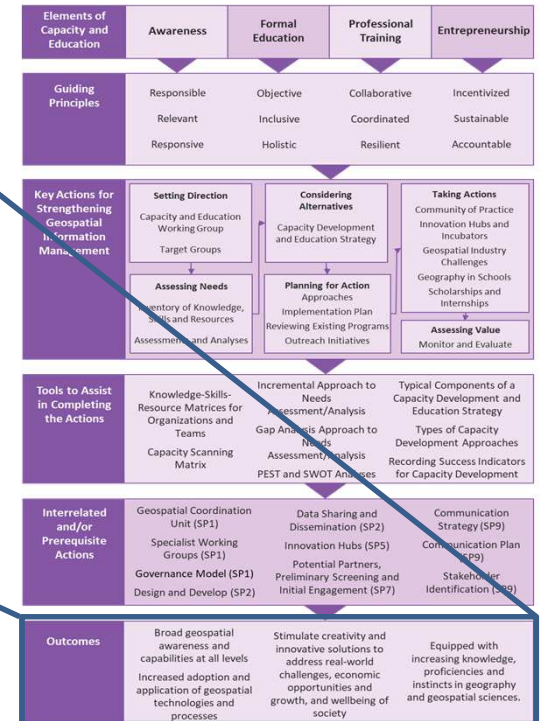 Elements of
Capacity and
Education
Awareness
Formal
Education
Professional
Training
Entrepreneurship
Guiding
Principles
Responsible
Relevant
Responsive
Objective
Inclusive
Holistic
Collaborative
Coordinated
Resilient
Incentivized
Sustainable
Accountable
Key Actions for
Strengthening
Geospatial
Information
Management
Setting Direction
Capacity and Education
Working Group
Target Groups
Assessing Needs
Inventory of Knowledge,
Skills and Resources
Assessments and Analyses
Considering
Alternatives
Capacity Development
and Education Strategy
Planning for Action
Approaches
Implementation Plan
Reviewing Existing Programs
Outreach Initiatives
Taking Actions
Community of Practice
Innovation Hubs and
Incubators
Geospatial Industry
Challenges
Geography in Schools
Scholarships and
Internships
Assessing Value
Monitor and Evaluate
Tools to Assist
in Completing
the Actions
Knowledge-Skills-
Resource Matrices for
Organizations and
Teams
Capacity Scanning
Matrix
Incremental Approach to
Needs
Assessment/Analysis
Gap Analysis Approach to
Needs
Assessment/Analysis
PEST and SWOT Analyses
Typical Components of a
Capacity Development and
Education Strategy
Types of Capacity
Development Approaches
Recording Success Indicators
for Capacity Development
Interrelated
and/or
Prerequisite
Actions
Geospatial Coordination
Unit (SP1)
Specialist Working
Groups (SP1)
Governance Model (SP1)
Design and Develop (SP2)
Data Sharing and
Dissemination (SP2)
Innovation Hubs (SP5)
Potential Partners,
Preliminary Screening and
Initial Engagement (SP7)
Communication
Strategy (SP9)
Communication Plan
(SP9)
Stakeholder
Identification (SP9)
Outcomes
Broad geospatial
awareness and
capabilities at all levels
Increased adoption and
application of geospatial
technologies and
processes
Stimulate creativity and
innovative solutions to
address real-world
challenges, economic
opportunities and
growth, and wellbeing of
society
Equipped with
increasing knowledge,
proficiencies and
instincts in geography
and geospatial sciences.